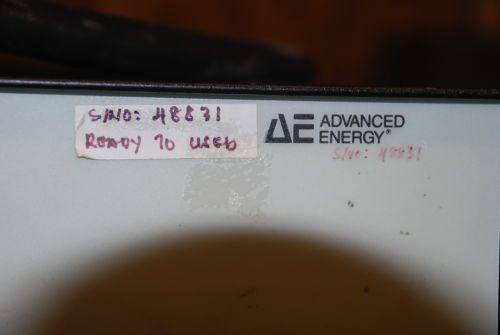 S/NO: 48831
READY TO USED
AE ADVANCED
ENERGY®
S/NO: 48831